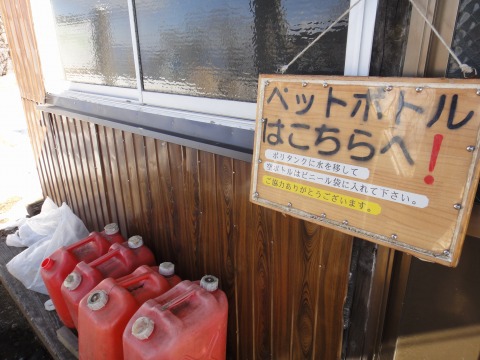 ペットボトル
はこちらへ!
ポリタンクに水を移して
空ボトルはビニール袋に入れて下さい。
ご協力ありがとうございます。